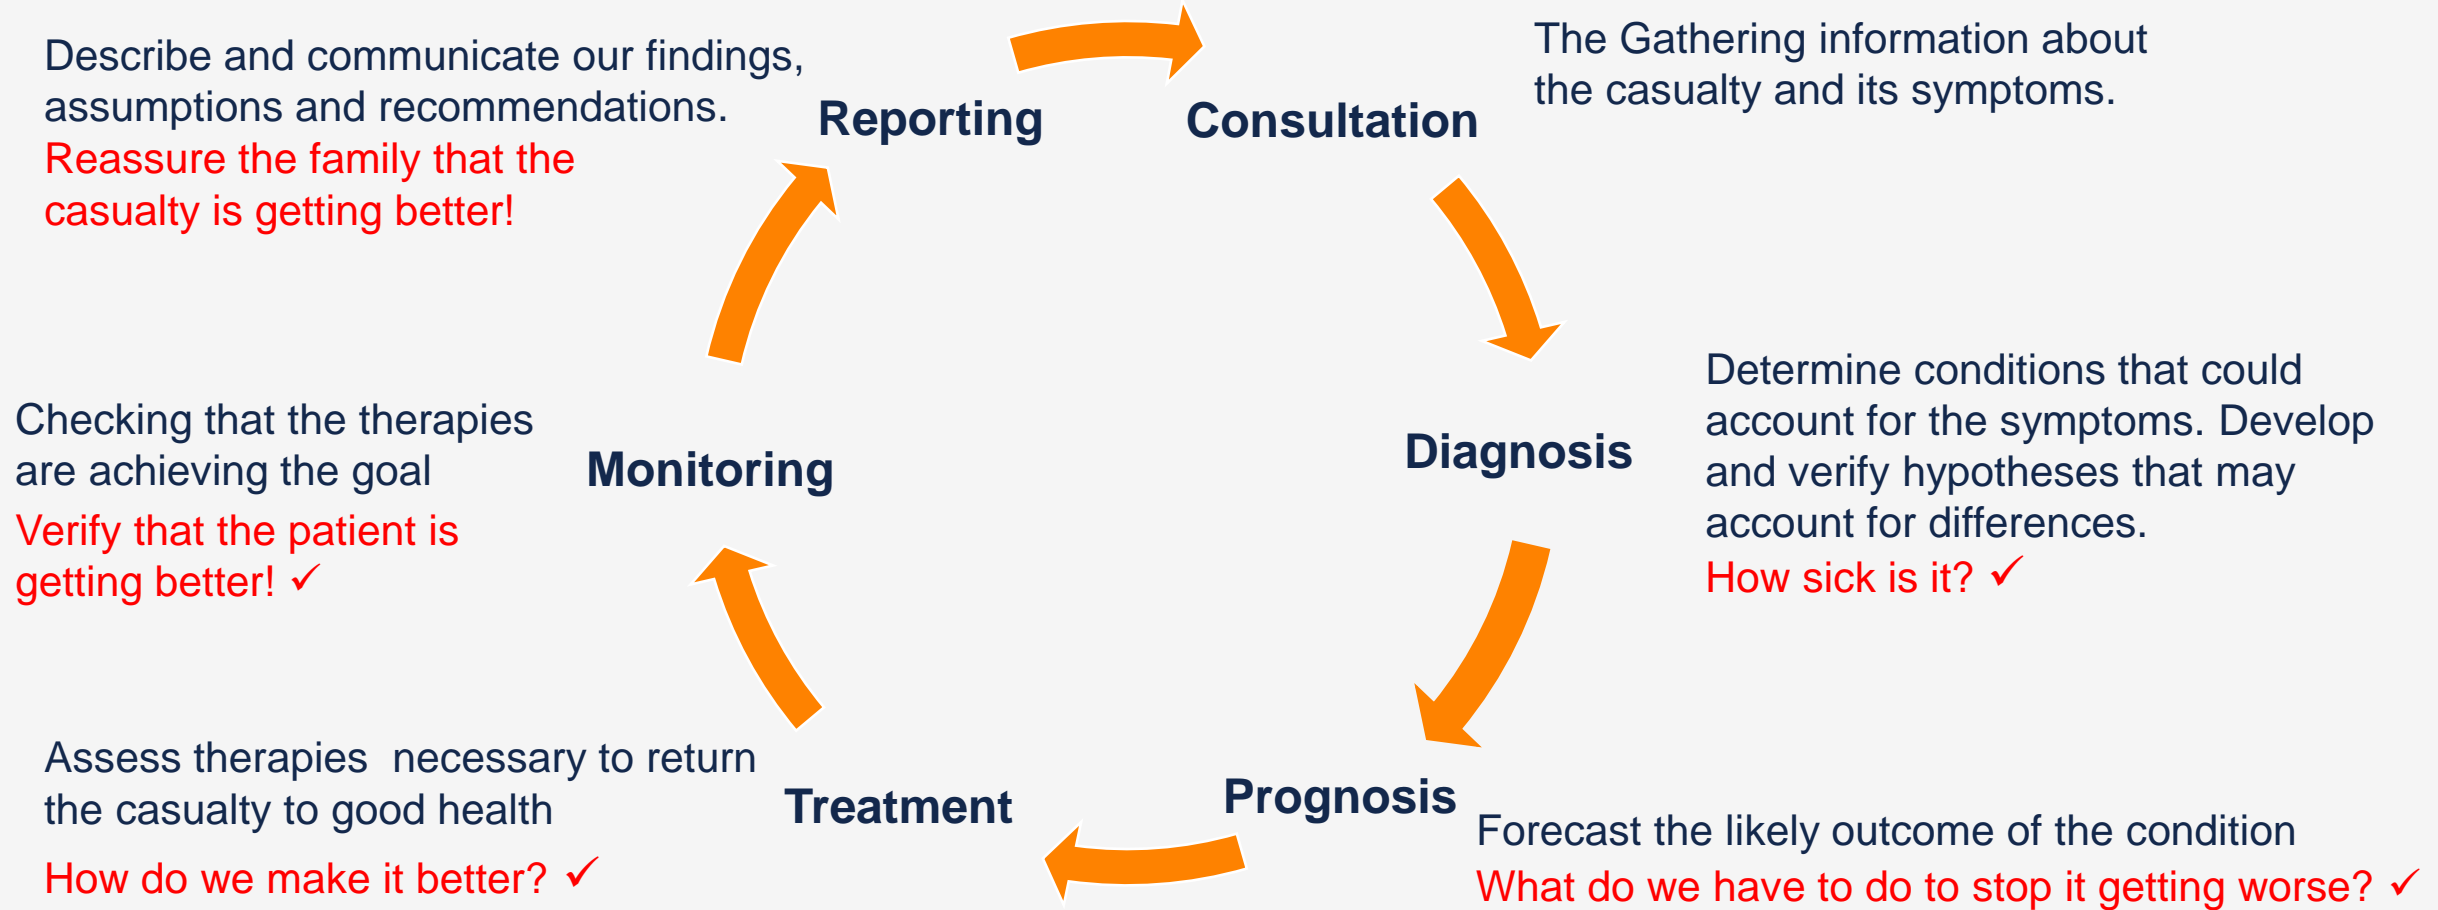 Describe and communicate our findings,
assumptions and recommendations.
Reassure the family that the
casualty is getting better!
Reporting
Consultation
The Gathering information about
the casualty and its symptoms.
Diagnosis
Determine conditions that could
account for the symptoms. Develop
and verify hypotheses that may
account for differences.
How sick is it? ✓
Prognosis
Forecast the likely outcome of the condition
What do we have to do to stop it getting worse? ✓
Treatment
Assess therapies  necessary to return
the casualty to good health
How do we make it better? ✓
Monitoring
Checking that the therapies
are achieving the goal
Verify that the patient is
getting better! ✓